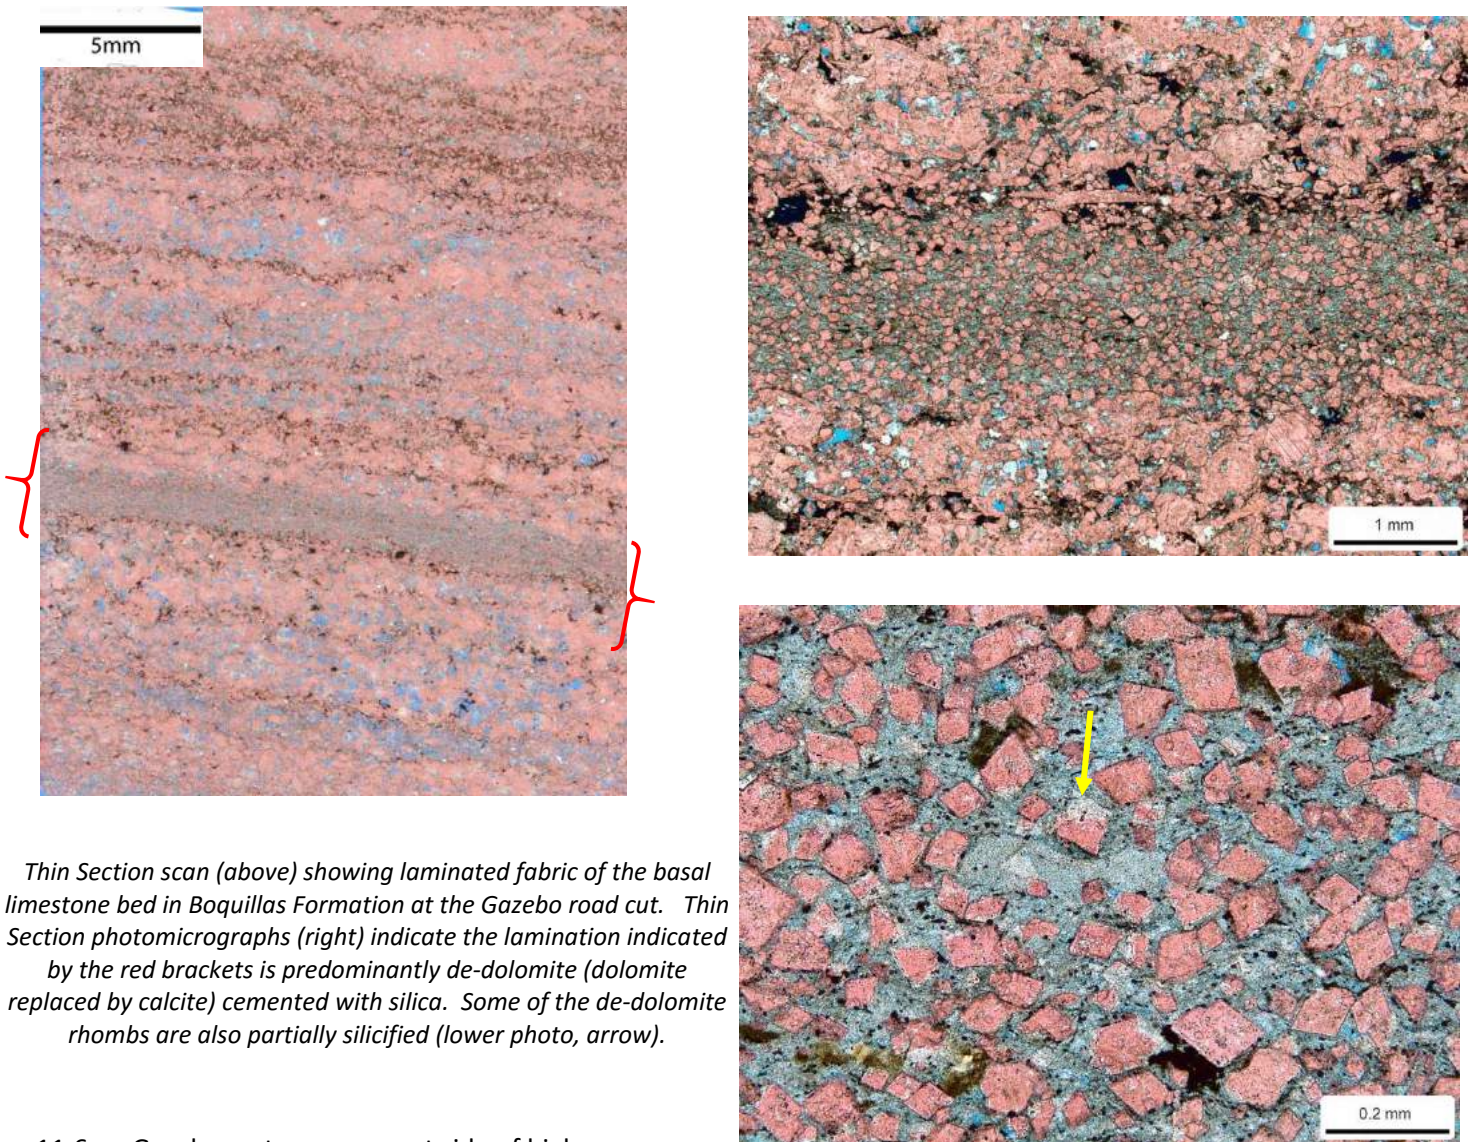 5mm
1 mm
0.2 mm
Thin Section scan (above) showing laminated fabric of the basal
limestone bed in Boquillas Formation at the Gazebo road cut. Thin
Section photomicrographs (right) indicate the lamination indicated
by the red brackets is predominantly de-dolomite (dolomite
replaced by calcite) cemented with silica. Some of the de-dolomite
rhombs are also partially silicified (lower photo, arrow).